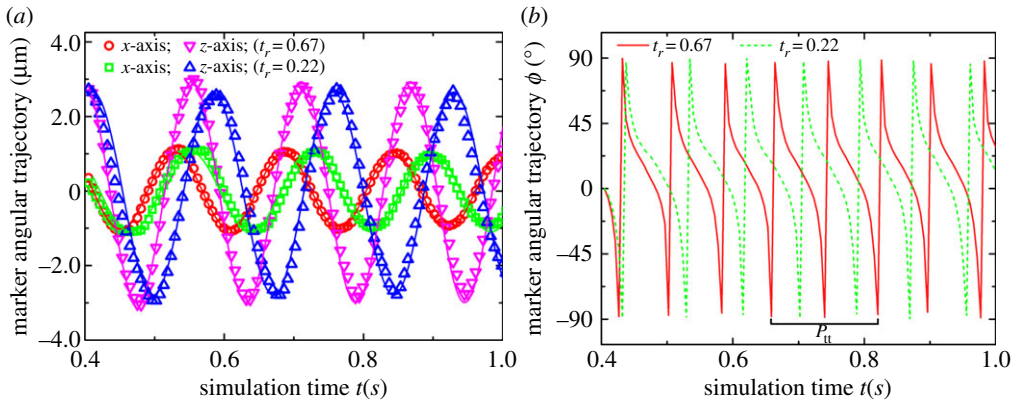 (a)
4.0
2.0
0
−2.0
−4.0
marker angular trajectory (μm)
x-axis; z-axis; (t_r = 0.67)
x-axis; z-axis; (t_r = 0.22)
0.4 0.6 0.8 1.0
simulation time t(s)
(b)
90
45
0
−45
−90
marker angular trajectory ϕ (°)
t_r = 0.67 t_r = 0.22
P_tt
0.4 0.6 0.8 1.0
simulation time t(s)